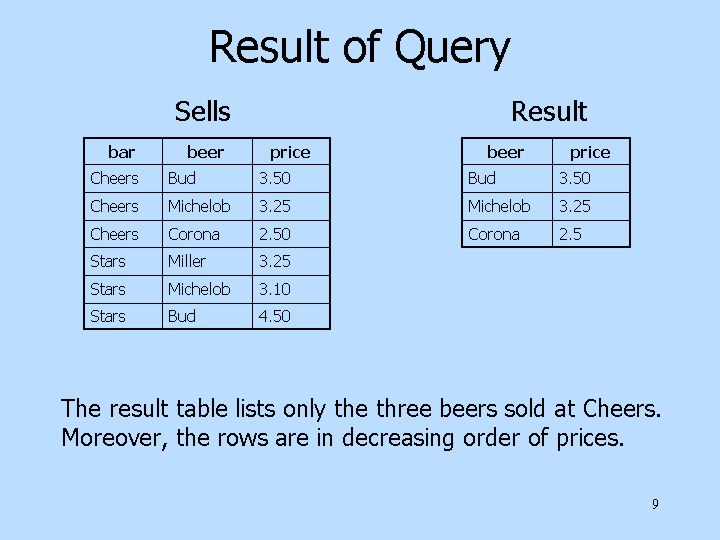 Result of Query
Sells
bar beer price
Cheers Bud 3.50
Cheers Michelob 3.25
Cheers Corona 2.50
Stars Miller 3.25
Stars Michelob 3.10
Stars Bud 4.50
Result
beer price
Bud 3.50
Michelob 3.25
Corona 2.5
The result table lists only the three beers sold at Cheers.
Moreover, the rows are in decreasing order of prices.
9